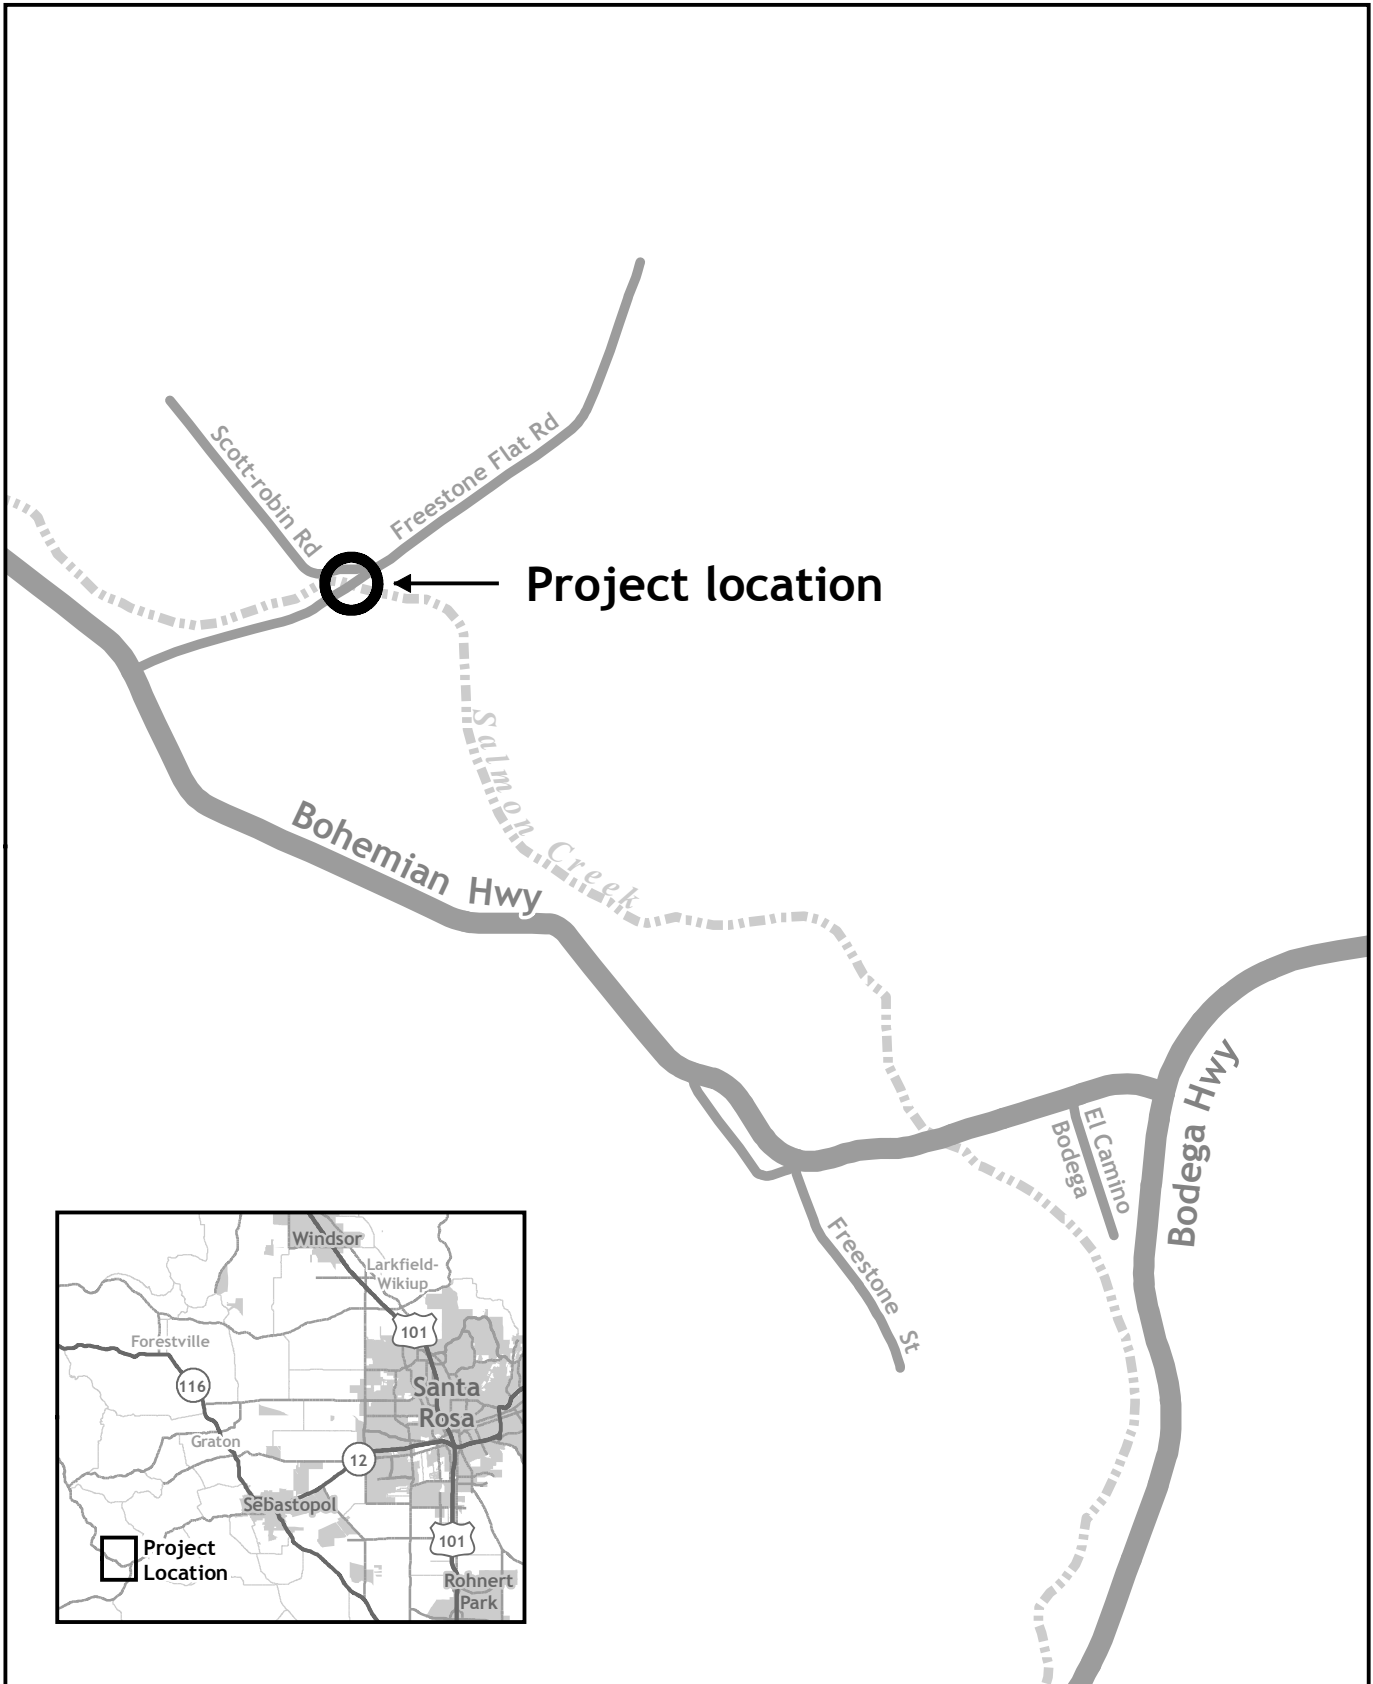 Scott-robin Rd
Freestone Flat Rd
Project location
Salmon Creek
Bohemian Hwy
Bodega Hwy
El Camino
Bodega
Freestone St
Windsor
Larkfield-
Wikiup
101
Forestville
116
Santa
Rosa
Graton
12
Sebastopol
101
Project
Location
Rohnert
Park